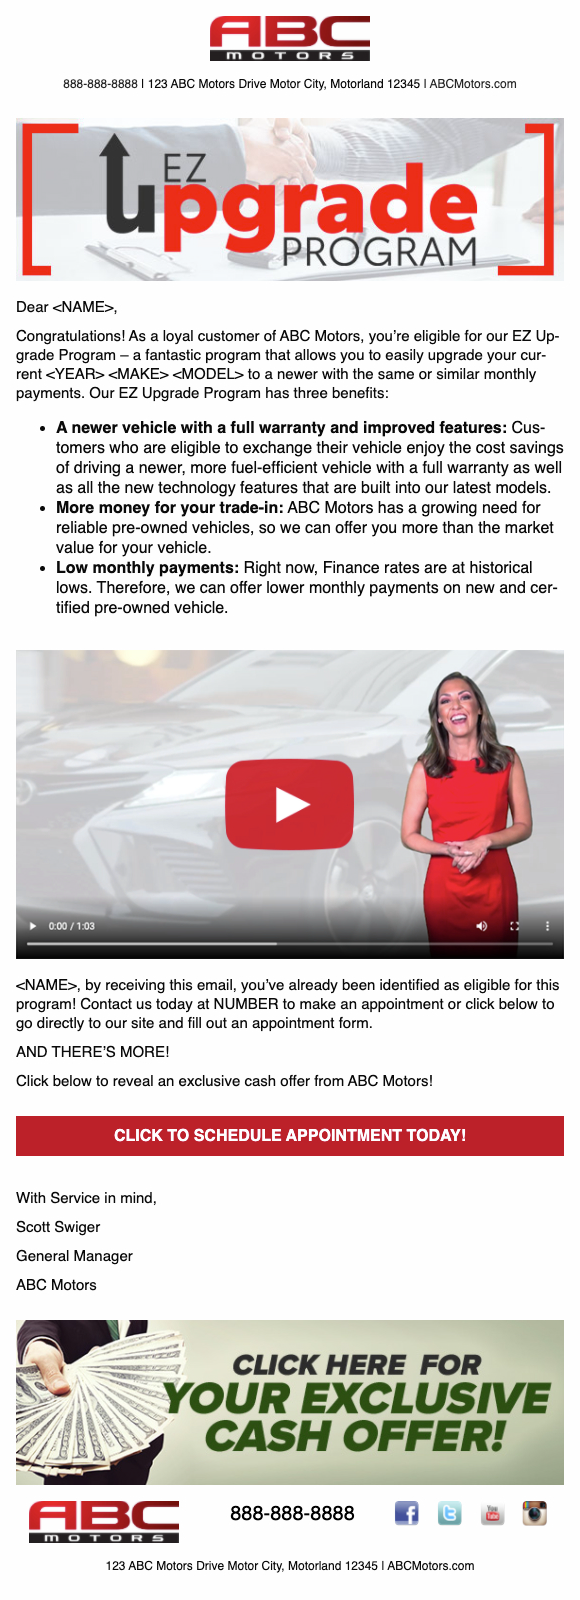 ABC
MOTORS
888-888-8888 | 123 ABC Motors Drive Motor City, Motorland 12345 | ABCMotors.com
EZ
upgrade
PROGRAM
Dear <NAME>,
Congratulations! As a loyal customer of ABC Motors, you’re eligible for our EZ Up-
grade Program – a fantastic program that allows you to easily upgrade your cur-
rent <YEAR> <MAKE> <MODEL> to a newer with the same or similar monthly
payments. Our EZ Upgrade Program has three benefits:
• A newer vehicle with a full warranty and improved features: Cus-
tomers who are eligible to exchange their vehicle enjoy the cost savings
of driving a newer, more fuel-efficient vehicle with a full warranty as well
as all the new technology features that are built into our latest models.
• More money for your trade-in: ABC Motors has a growing need for
reliable pre-owned vehicles, so we can offer you more than the market
value for your vehicle.
• Low monthly payments: Right now, Finance rates are at historical
lows. Therefore, we can offer lower monthly payments on new and cer-
tified pre-owned vehicle.
0:00 / 1:03
<NAME>, by receiving this email, you’ve already been identified as eligible for this
program! Contact us today at NUMBER to make an appointment or click below to
go directly to our site and fill out an appointment form.
AND THERE’S MORE!
Click below to reveal an exclusive cash offer from ABC Motors!
CLICK TO SCHEDULE APPOINTMENT TODAY!
With Service in mind,
Scott Swiger
General Manager
ABC Motors
CLICK HERE FOR
YOUR EXCLUSIVE
CASH OFFER!
ABC
MOTORS
888-888-8888
You
Tube
123 ABC Motors Drive Motor City, Motorland 12345 | ABCMotors.com